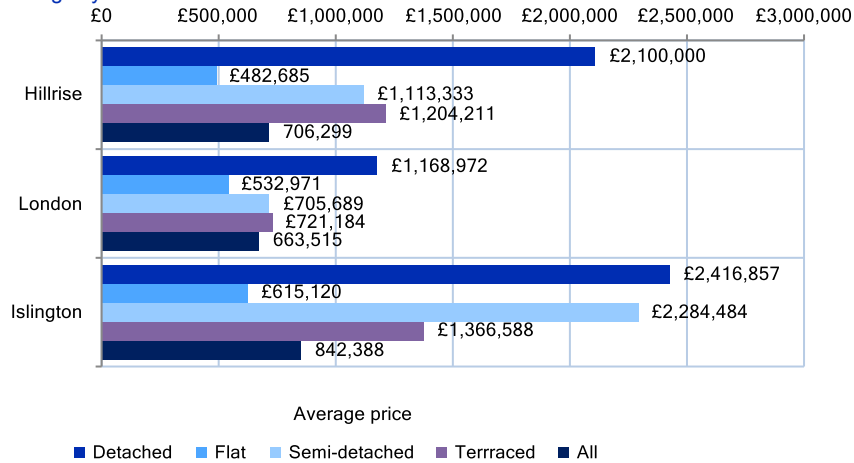 £0 £500,000 £1,000,000 £1,500,000 £2,000,000 £2,500,000 £3,000,000
£2,100,000
£482,685
Hillrise
£1,113,333
£1,204,211
706,299
£1,168,972
£532,971
London
£705,689
£721,184
663,515
£2,416,857
£615,120
Islington
£2,284,484
£1,366,588
842,388
Average price
Detached Flat Semi-detached Terrraced All